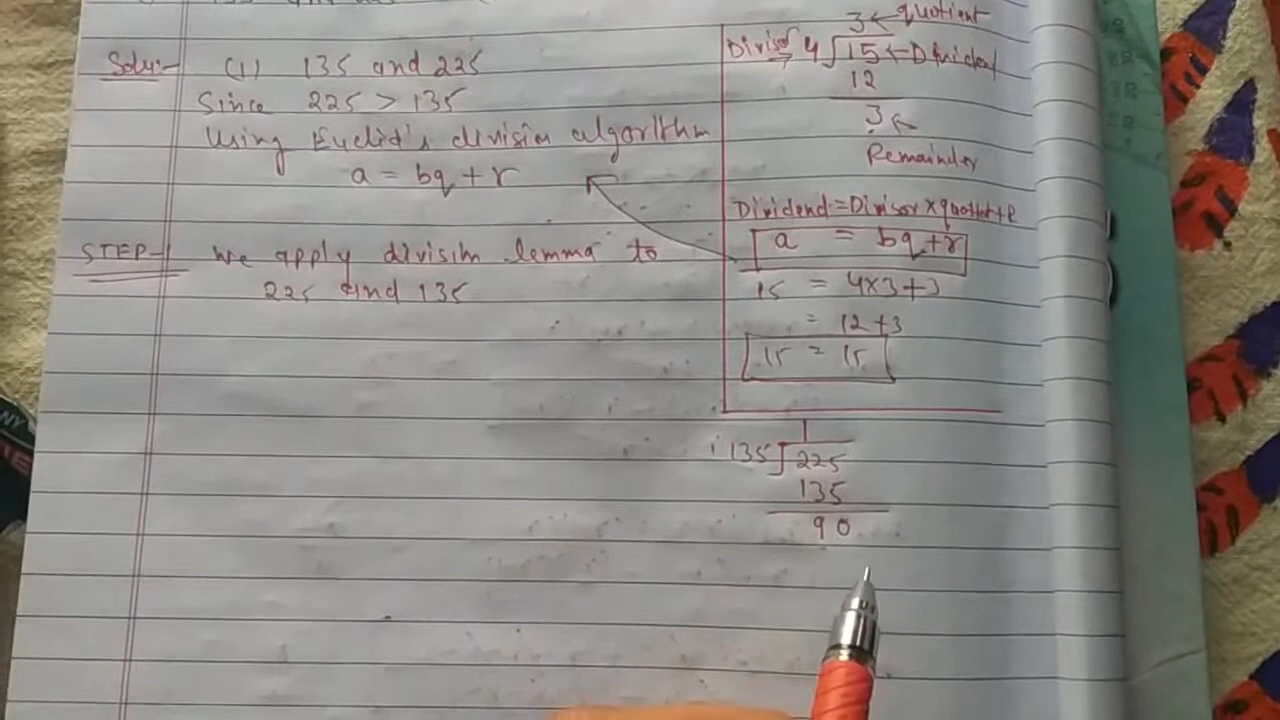 Solu:- (1) 135 and 225
Since 225 > 135
Using Euclid's division algorithm
a = bq + r
STEP-1 We apply division lemma to
225 and 135
3 ← quotient
Divisor → 4 15 ← Dividend
12
3 ←
Remainder
Dividend = Divisor × quotient + R
a = bq + r
15 = 4×3+3
= 12+3
15 = 15
1
135 225
135
90